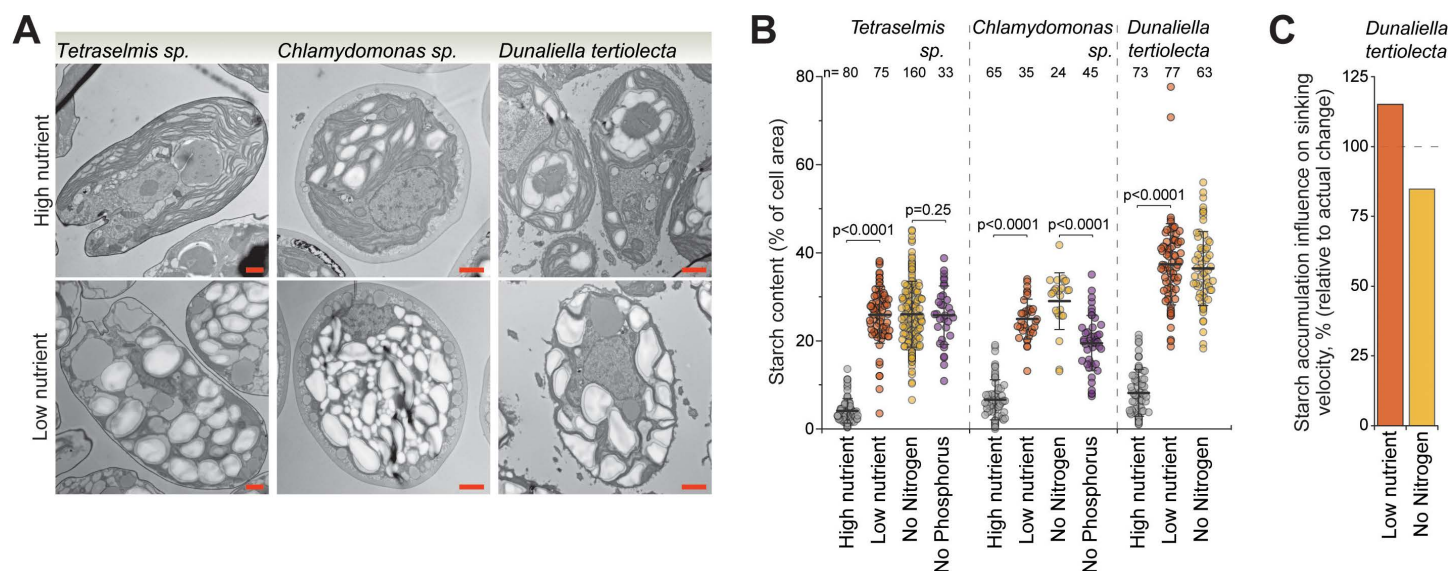 A
Tetraselmis sp.
Chlamydomonas sp.
Dunaliella tertiolecta
High nutrient
Low nutrient
B
Tetraselmis
sp.
Chlamydomonas
sp.
Dunaliella
tertiolecta
n= 80 75 160 33 65 35 24 45 73 77 63
Starch content (% of cell area)
80
60
40
20
0
p<0.0001
p=0.25
p<0.0001
p<0.0001
p<0.0001
High nutrient
Low nutrient
No Nitrogen
No Phosphorus
High nutrient
Low nutrient
No Nitrogen
No Phosphorus
High nutrient
Low nutrient
No Nitrogen
C
Dunaliella
tertiolecta
Starch accumulation influence on sinking
velocity, % (relative to actual change)
125
100
75
50
25
0
Low nutrient
No Nitrogen